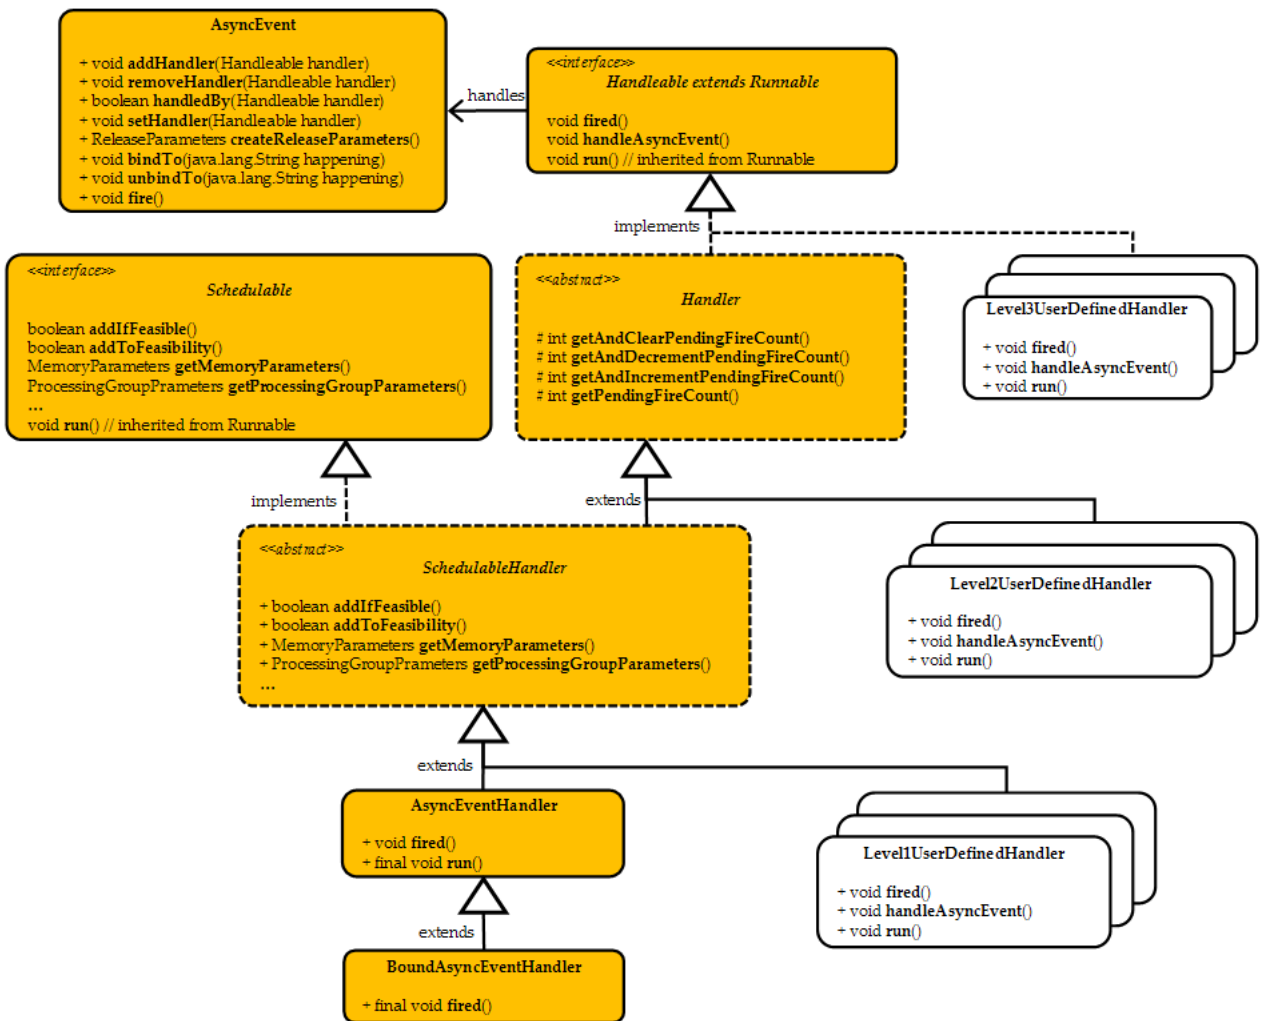 AsyncEvent
+ void addHandler(Handleable handler)
+ void removeHandler(Handleable handler)
+ boolean handledBy(Handleable handler)
+ void setHandler(Handleable handler)
+ ReleaseParameters createReleaseParameters()
+ void bindTo(java.lang.String happening)
+ void unbindTo(java.lang.String happening)
+ void fire()
handles
<<interface>>
Handleable extends Runnable
void fired()
void handleAsyncEvent()
void run() // inherited from Runnable
implements
<<interface>>
Schedulable
boolean addIfFeasible()
boolean addToFeasibility()
MemoryParameters getMemoryParameters()
ProcessingGroupPrameters getProcessingGroupParameters()
...
void run() // inherited from Runnable
<<abstract>>
Handler
# int getAndClearPendingFireCount()
# int getAndDecrementPendingFireCount()
# int getAndIncrementPendingFireCount()
# int getPendingFireCount()
Level3UserDefinedHandler
+ void fired()
+ void handleAsyncEvent()
+ void run()
implements
extends
<<abstract>>
SchedulableHandler
+ boolean addIfFeasible()
+ boolean addToFeasibility()
+ MemoryParameters getMemoryParameters()
+ ProcessingGroupPrameters getProcessingGroupParameters()
...
Level2UserDefinedHandler
+ void fired()
+ void handleAsyncEvent()
+ void run()
extends
AsyncEventHandler
+ void fired()
+ final void run()
Level1UserDefinedHandler
+ void fired()
+ void handleAsyncEvent()
+ void run()
extends
BoundAsyncEventHandler
+ final void fired()